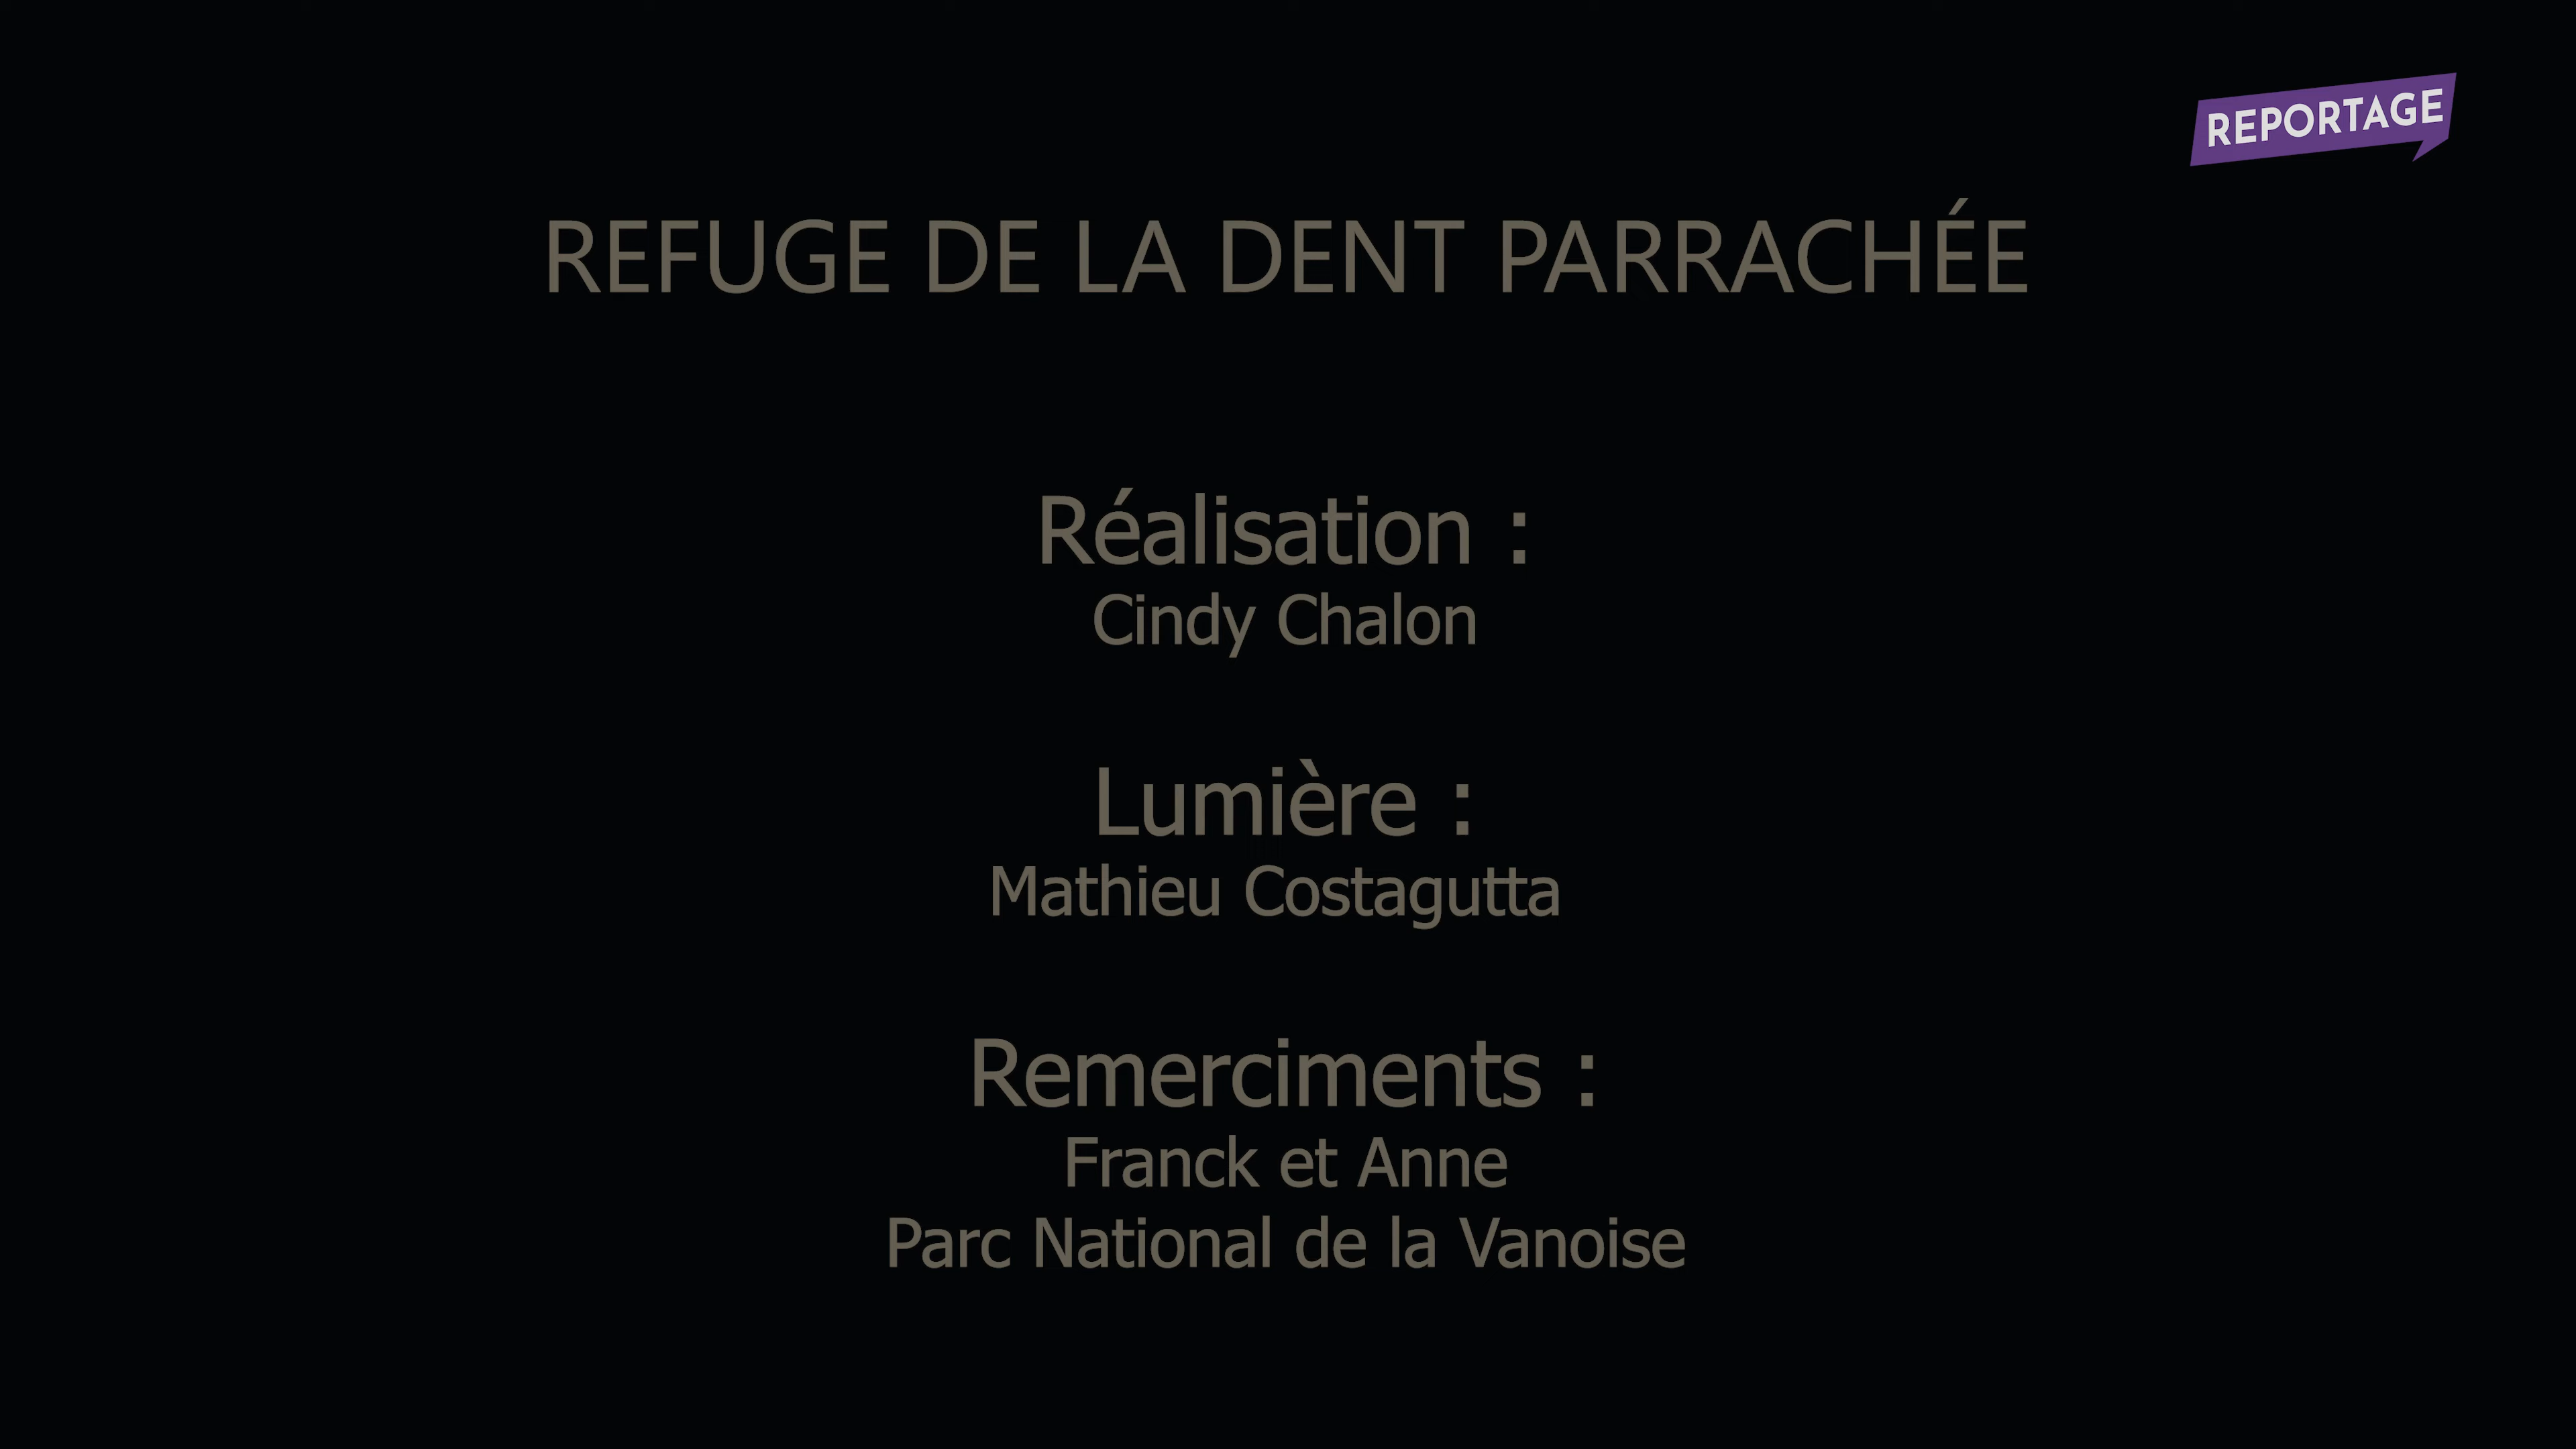 REPORTAGE
REFUGE DE LA DENT PARRACHÉE
Réalisation :
Cindy Chalon
Lumière :
Mathieu Costagutta
Remerciments :
Franck et Anne
Parc National de la Vanoise